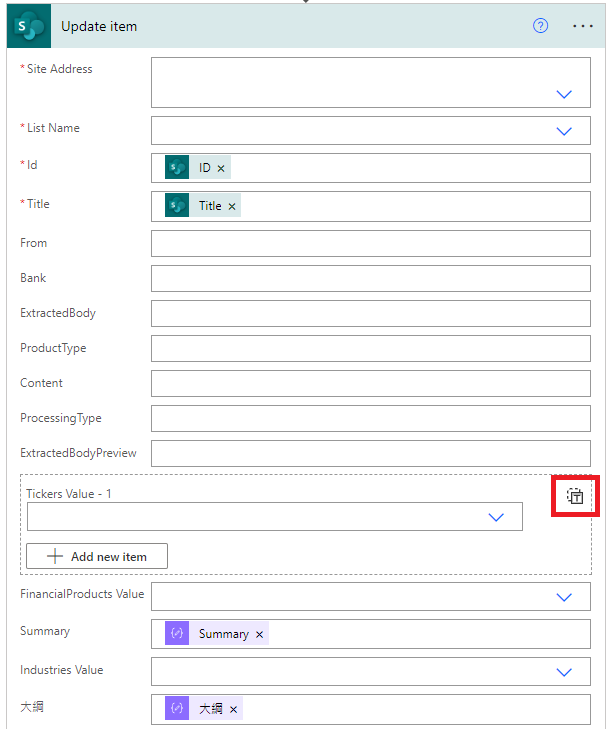 Update item
* Site Address
* List Name
* Id
ID ×
* Title
Title ×
From
Bank
ExtractedBody
ProductType
Content
ProcessingType
ExtractedBodyPreview
Tickers Value - 1
Add new item
FinancialProducts Value
Summary
Summary ×
Industries Value
大綱
大綱 ×